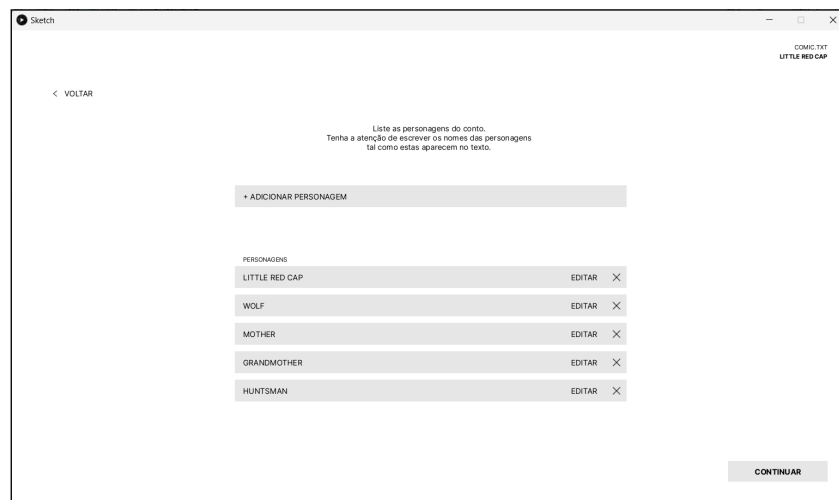 Sketch
COMIC.TXT
LITTLE RED CAP
< VOLTAR
Liste as personagens do conto.
Tenha a atenção de escrever os nomes das personagens
tal como estas aparecem no texto.
+ ADICIONAR PERSONAGEM
PERSONAGENS
LITTLE RED CAP EDITAR
WOLF EDITAR
MOTHER EDITAR
GRANDMOTHER EDITAR
HUNTSMAN EDITAR
CONTINUAR